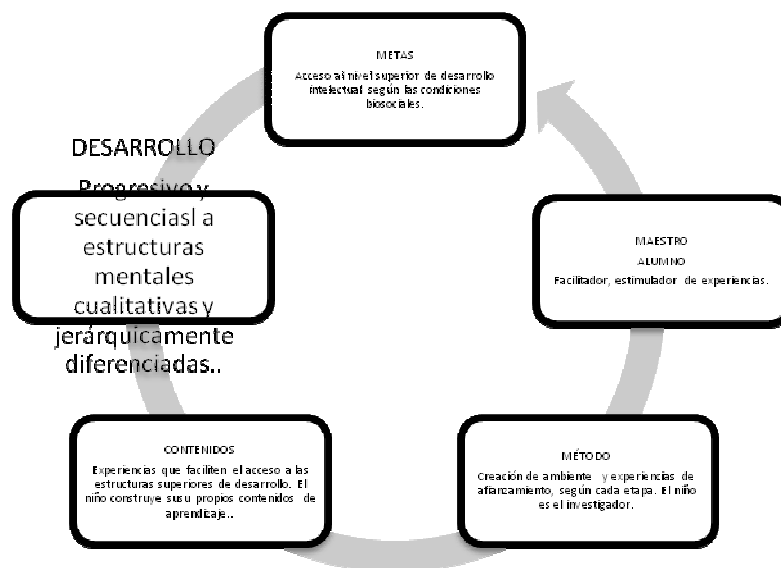 METAS
Acceso al nivel superior de desarrollo
intelectual según las condiciones
biosociales.
DESARROLLO
Progresivo y
secuenciasl a
estructuras
mentales
cualitativas y
jerárquicamente
diferenciadas..
MAESTRO
ALUMNO
Facilitador, estimulador de experiencias.
CONTENIDOS
Experiencias que faciliten el acceso a las
estructuras superiores de desarrollo. El
niño construye susu propios contenidos de
aprendizaje..
MÉTODO
Creación de ambiente y experiencias de
afiarcamiento, según cada etapa. El niño
es el investigador.